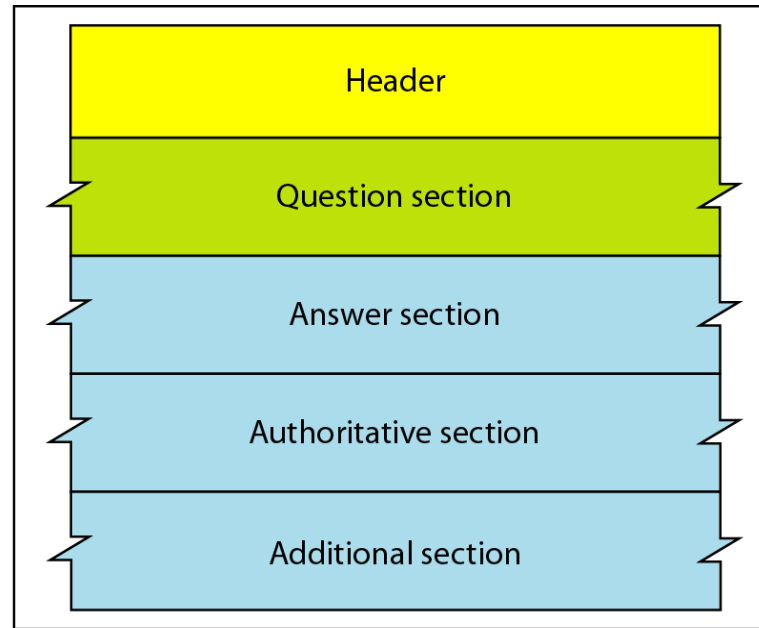 Header
Question section
Answer section
Authoritative section
Additional section